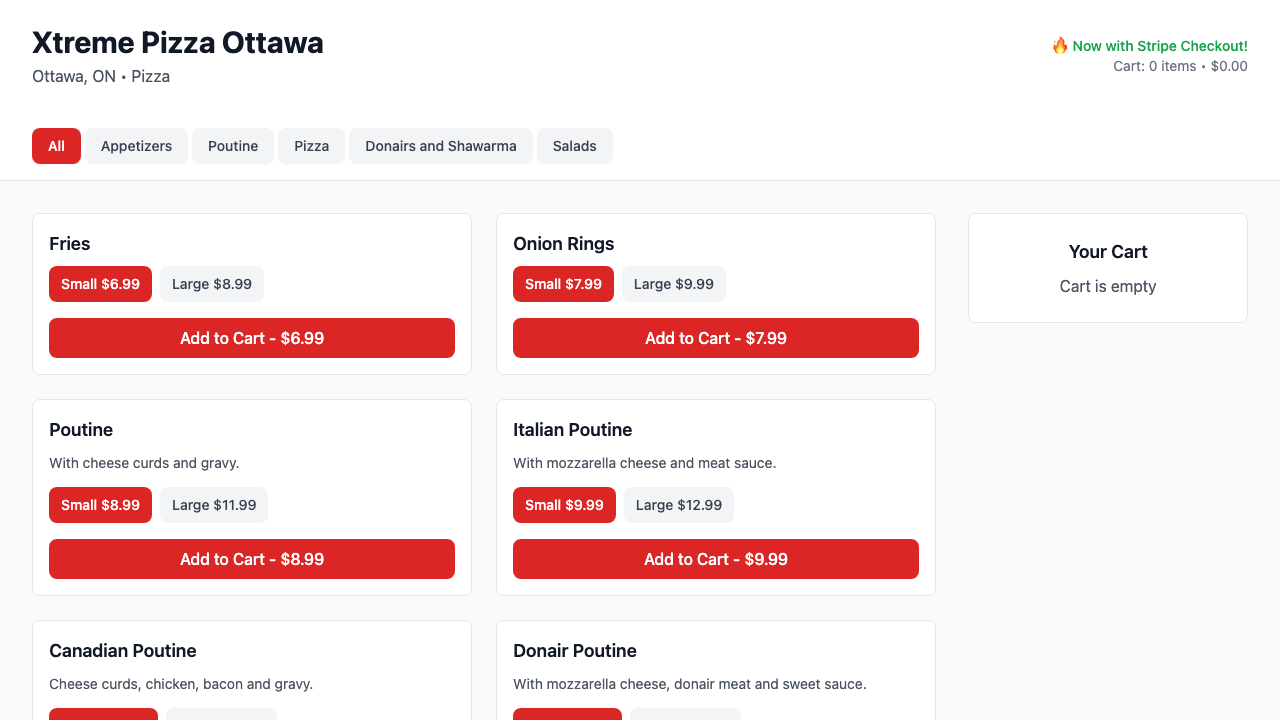 Xtreme Pizza Ottawa
Ottawa, ON • Pizza
🔥 Now with Stripe Checkout!
Cart: 0 items • $0.00
All Appetizers Poutine Pizza Donairs and Shawarma Salads
Fries
Small $6.99 Large $8.99
Add to Cart - $6.99
Onion Rings
Small $7.99 Large $9.99
Add to Cart - $7.99
Your Cart
Cart is empty
Poutine
With cheese curds and gravy.
Small $8.99 Large $11.99
Add to Cart - $8.99
Italian Poutine
With mozzarella cheese and meat sauce.
Small $9.99 Large $12.99
Add to Cart - $9.99
Canadian Poutine
Cheese curds, chicken, bacon and gravy.
Donair Poutine
With mozzarella cheese, donair meat and sweet sauce.